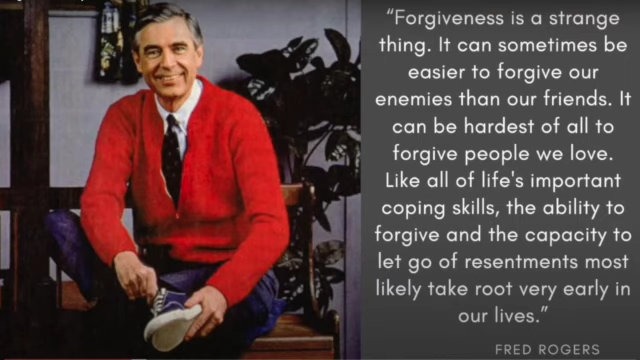 “Forgiveness is a strange
thing. It can sometimes be
easier to forgive our
enemies than our friends. It
can be hardest of all to
forgive people we love.
Like all of life's important
coping skills, the ability to
forgive and the capacity to
let go of resentments most
likely take root very early in
our lives.”
FRED ROGERS